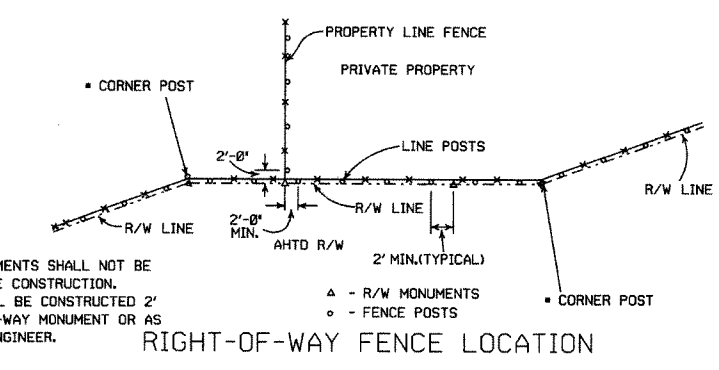 PROPERTY LINE FENCE
PRIVATE PROPERTY
▪ CORNER POST
2'-0"
LINE POSTS
R/W LINE
R/W LINE
R/W LINE
2'-0"
MIN.
AHTD R/W
2' MIN.(TYPICAL)
MENTS SHALL NOT BE
CONSTRUCTION.
BE CONSTRUCTED 2'
-WAY MONUMENT OR AS
NGINEER.
△ - R/W MONUMENTS
○ - FENCE POSTS
▪ CORNER POST
RIGHT-OF-WAY FENCE LOCATION